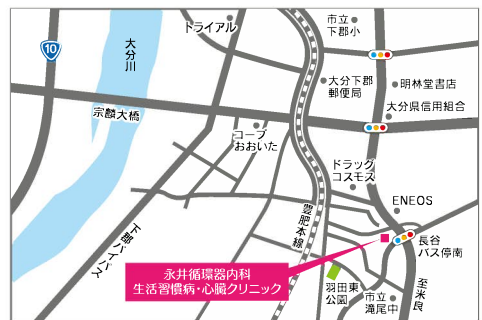 トライアル
市立
下郡小
10
大分川
大分下郡
郵便局
明林堂書店
大分県信用組合
宗麟大橋
コープ
おおいた
ドラッグ
コスモス
ENEOS
豊肥本線
下郡バイパス
長谷
バス停南
永井循環器内科
生活習慣病・心臓クリニック
羽田東
公園
市立
滝尾中
至米良